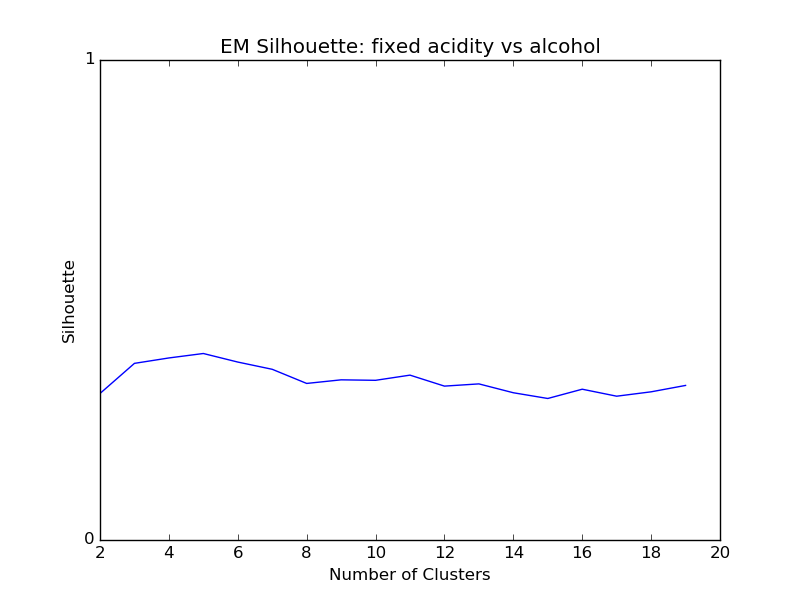 EM Silhouette: fixed acidity vs alcohol
1
Silhouette
0
2 4 6 8 10 12 14 16 18 20
Number of Clusters